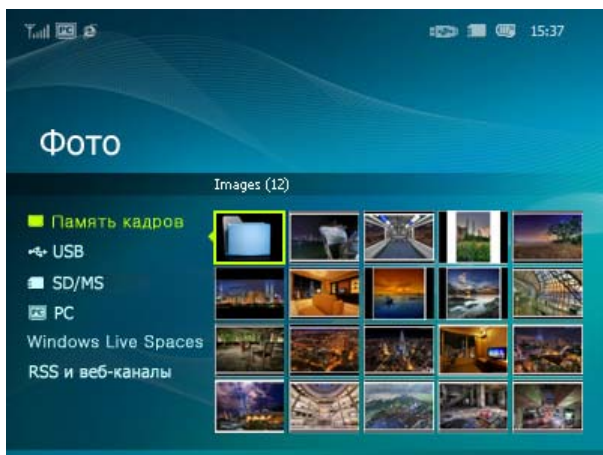 PC
15:37
Фото
Images (12)
Память кадров
USB
SD/MS
PC
Windows Live Spaces
RSS и веб-каналы